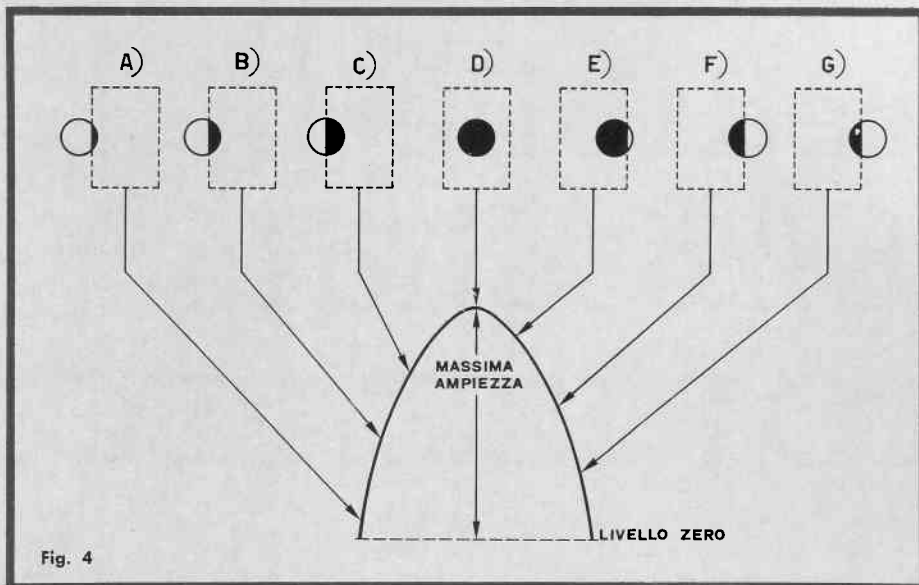 A) B) C) D) E) F) G)
MASSIMA
AMPIEZZA
LIVELLO ZERO
Fig. 4